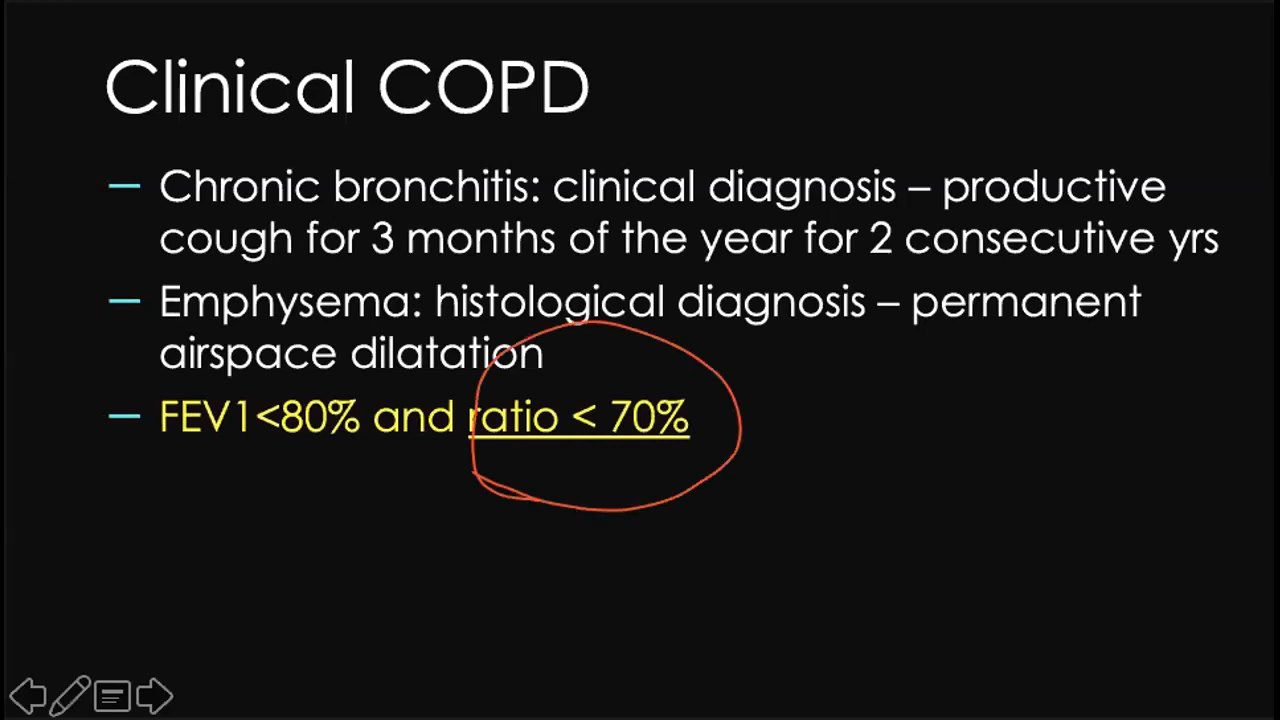 Clinical COPD
— Chronic bronchitis: clinical diagnosis – productive
cough for 3 months of the year for 2 consecutive yrs
— Emphysema: histological diagnosis – permanent
airspace dilatation
— FEV1<80% and ratio < 70%